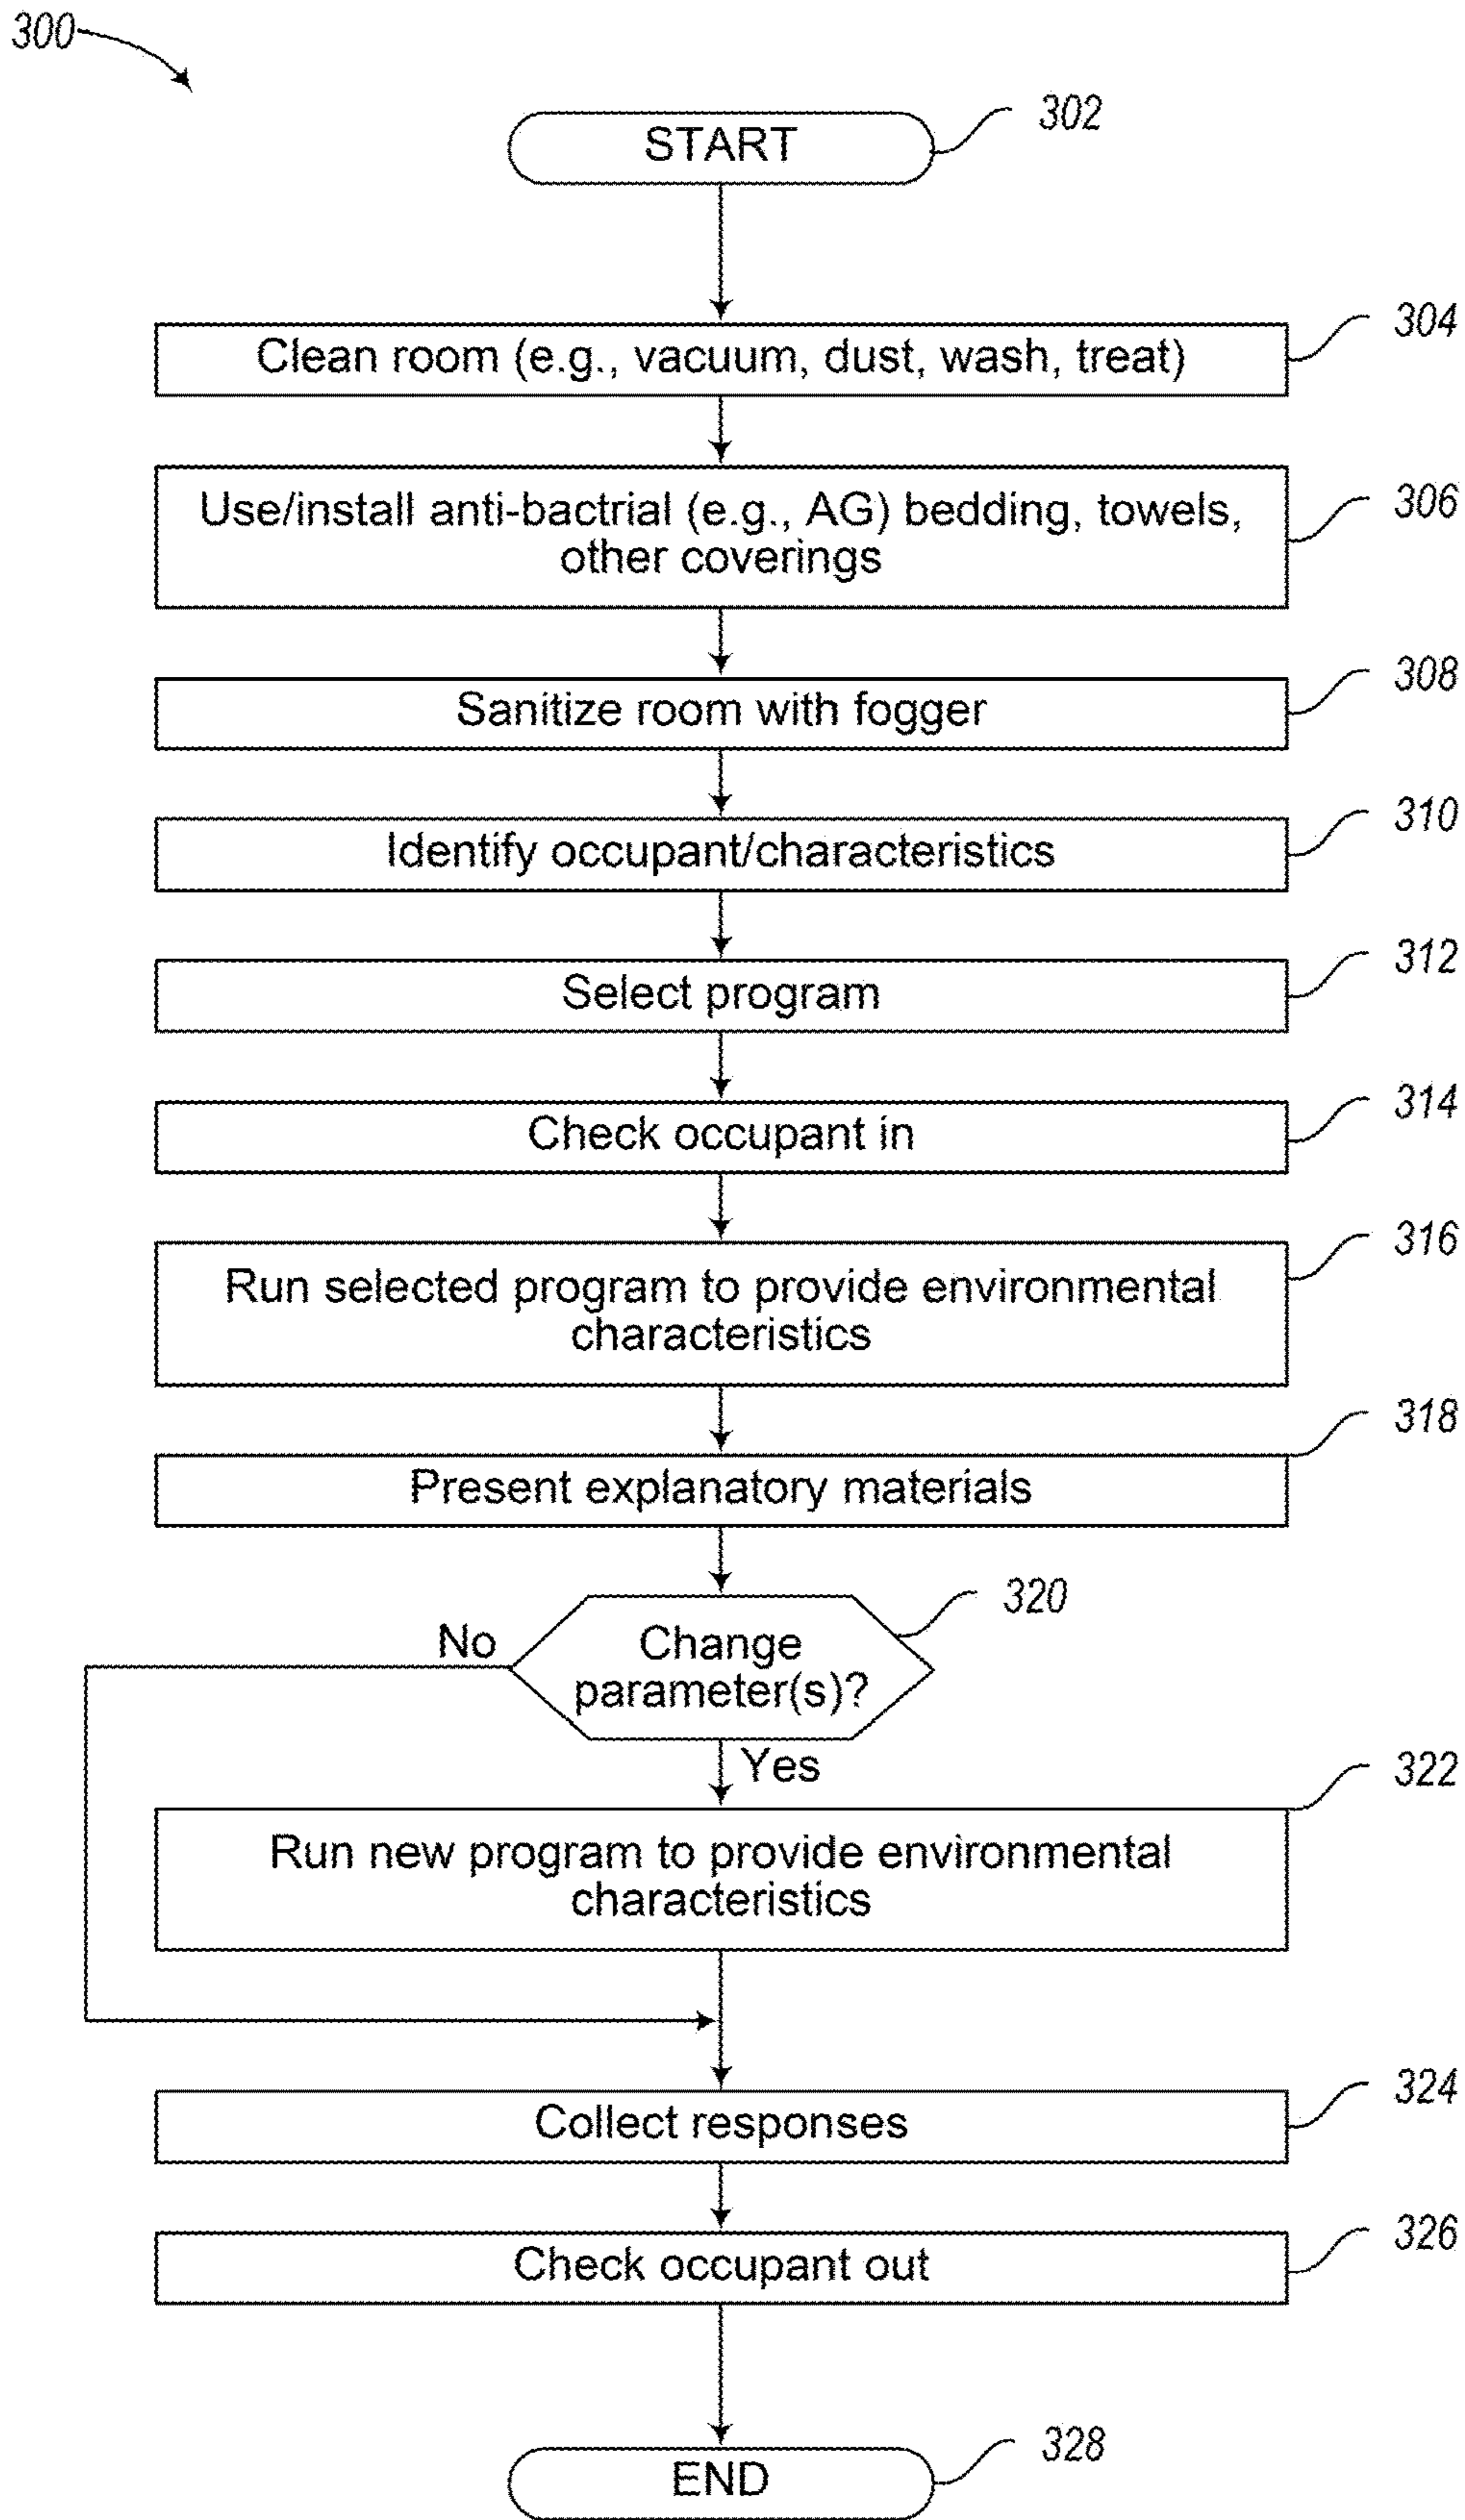 300
START
302
Clean room (e.g., vacuum, dust, wash, treat)
304
Use/install anti-bactrial (e.g., AG) bedding, towels,
other coverings
306
Sanitize room with fogger
308
Identify occupant/characteristics
310
Select program
312
Check occupant in
314
Run selected program to provide environmental
characteristics
316
Present explanatory materials
318
Change
parameter(s)?
320
No
Yes
Run new program to provide environmental
characteristics
322
Collect responses
324
Check occupant out
326
END
328